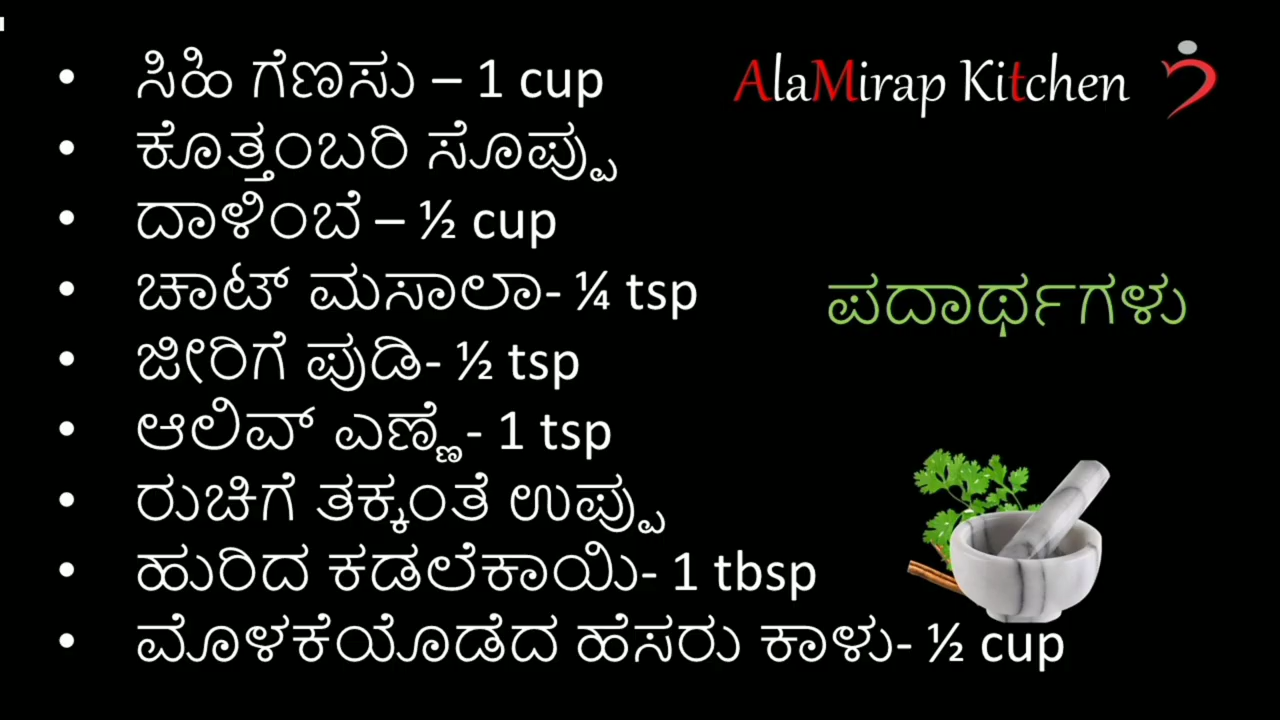 AlaMirap Kitchen
• ಸಿಹಿ ಗೆಣಸು – 1 cup
• ಕೊತ್ತಂಬರಿ ಸೊಪ್ಪು
• ದಾಳಿಂಬೆ – ½ cup
• ಚಾಟ್ ಮಸಾಲಾ- ¼ tsp
• ಜೀರಿಗೆ ಪುಡಿ- ½ tsp
• ಆಲಿವ್ ಎಣ್ಣೆ- 1 tsp
• ರುಚಿಗೆ ತಕ್ಕಂತೆ ಉಪ್ಪು
• ಹುರಿದ ಕಡಲೆಕಾಯಿ- 1 tbsp
• ಮೊಳಕೆಯೊಡೆದ ಹೆಸರು ಕಾಳು- ½ cup
ಪದಾರ್ಥಗಳು